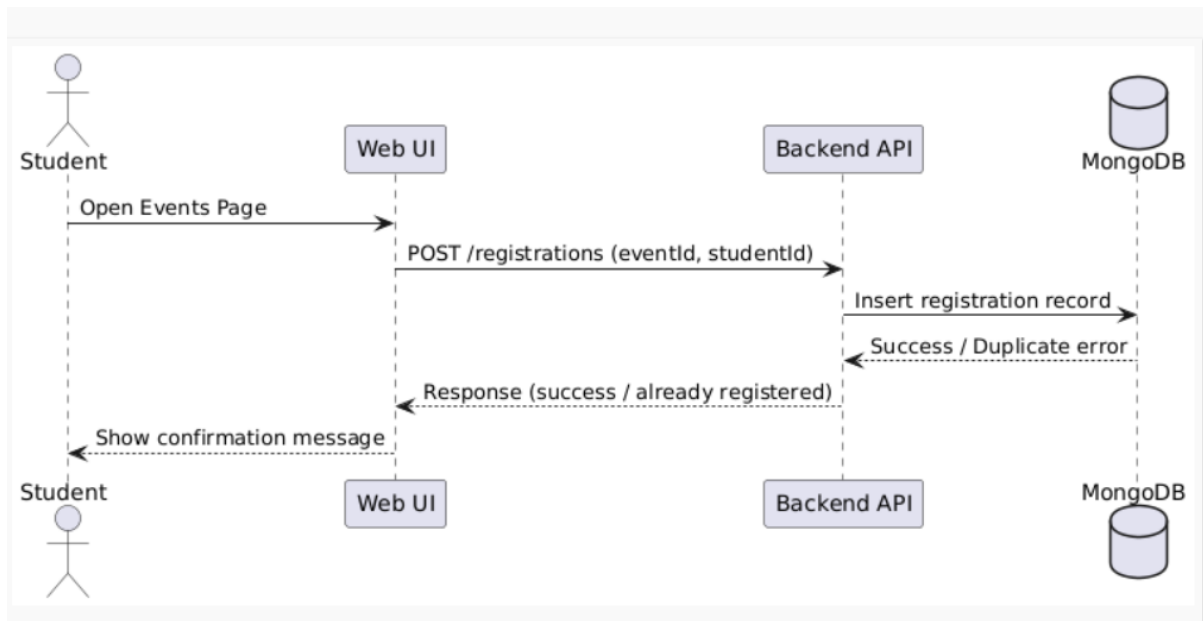 Student
Web UI
Backend API
MongoDB
Open Events Page
POST /registrations (eventId, studentId)
Insert registration record
Success / Duplicate error
Response (success / already registered)
Show confirmation message
Student
Web UI
Backend API
MongoDB